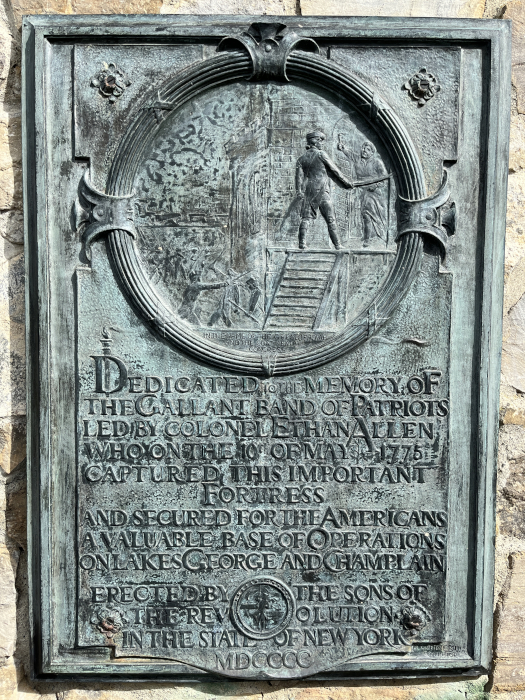 DEDICATED TO THE MEMORY OF
THE GALLANT BAND OF PATRIOTS
LED BY COLONEL ETHAN ALLEN
WHO ON THE 10TH OF MAY 1775
CAPTURED THIS IMPORTANT
FORTRESS
AND SECURED FOR THE AMERICANS
A VALUABLE BASE OF OPERATIONS
ON LAKES GEORGE AND CHAMPLAIN
ERECTED BY THE SONS OF
THE REVOLUTION
IN THE STATE OF NEW YORK
MDCCCC